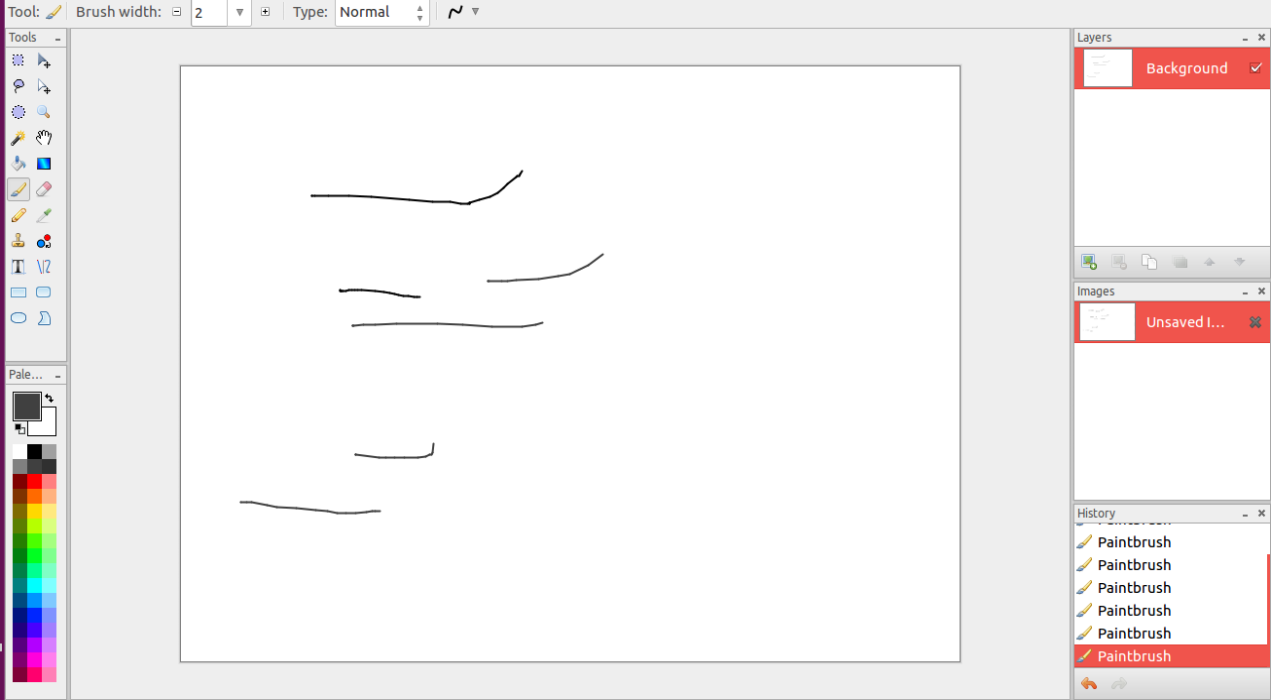 Tool: Brush width: 2 Type: Normal
Tools
Layers
Background
Images
Unsaved I...
Pale...
History
Paintbrush
Paintbrush
Paintbrush
Paintbrush
Paintbrush
Paintbrush
Paintbrush